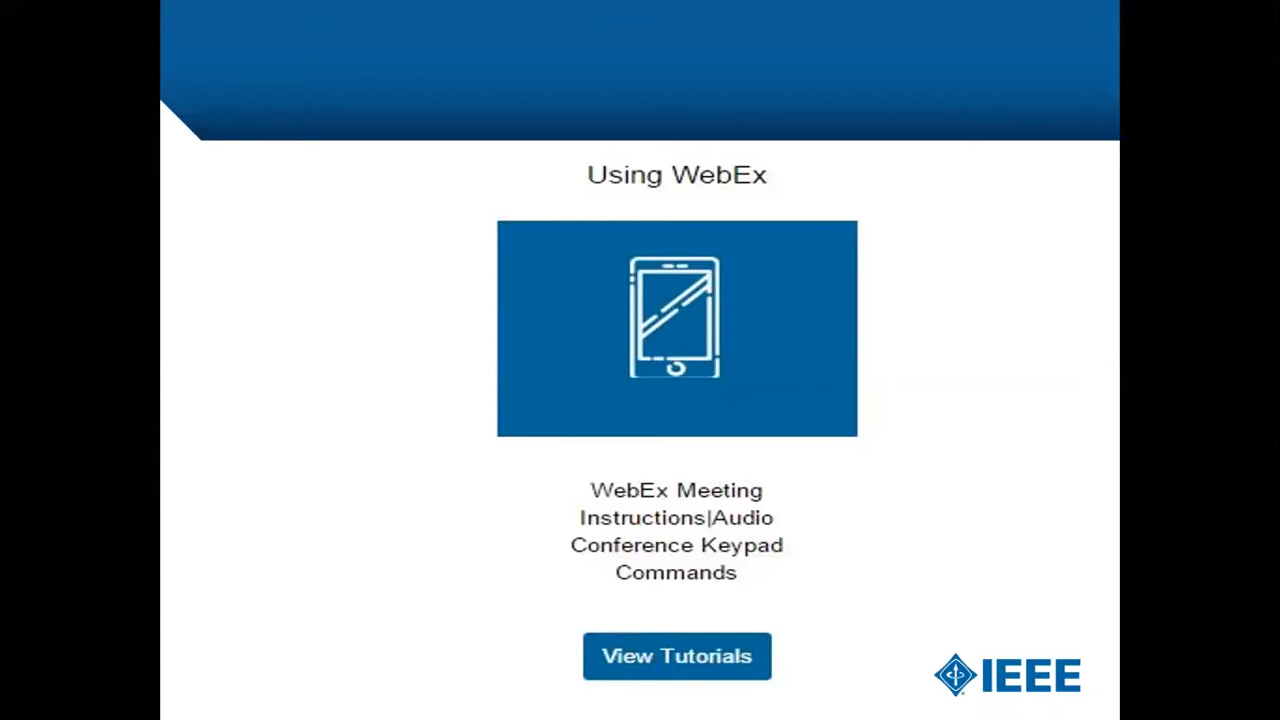 Using WebEx
WebEx Meeting
Instructions|Audio
Conference Keypad
Commands
View Tutorials
IEEE